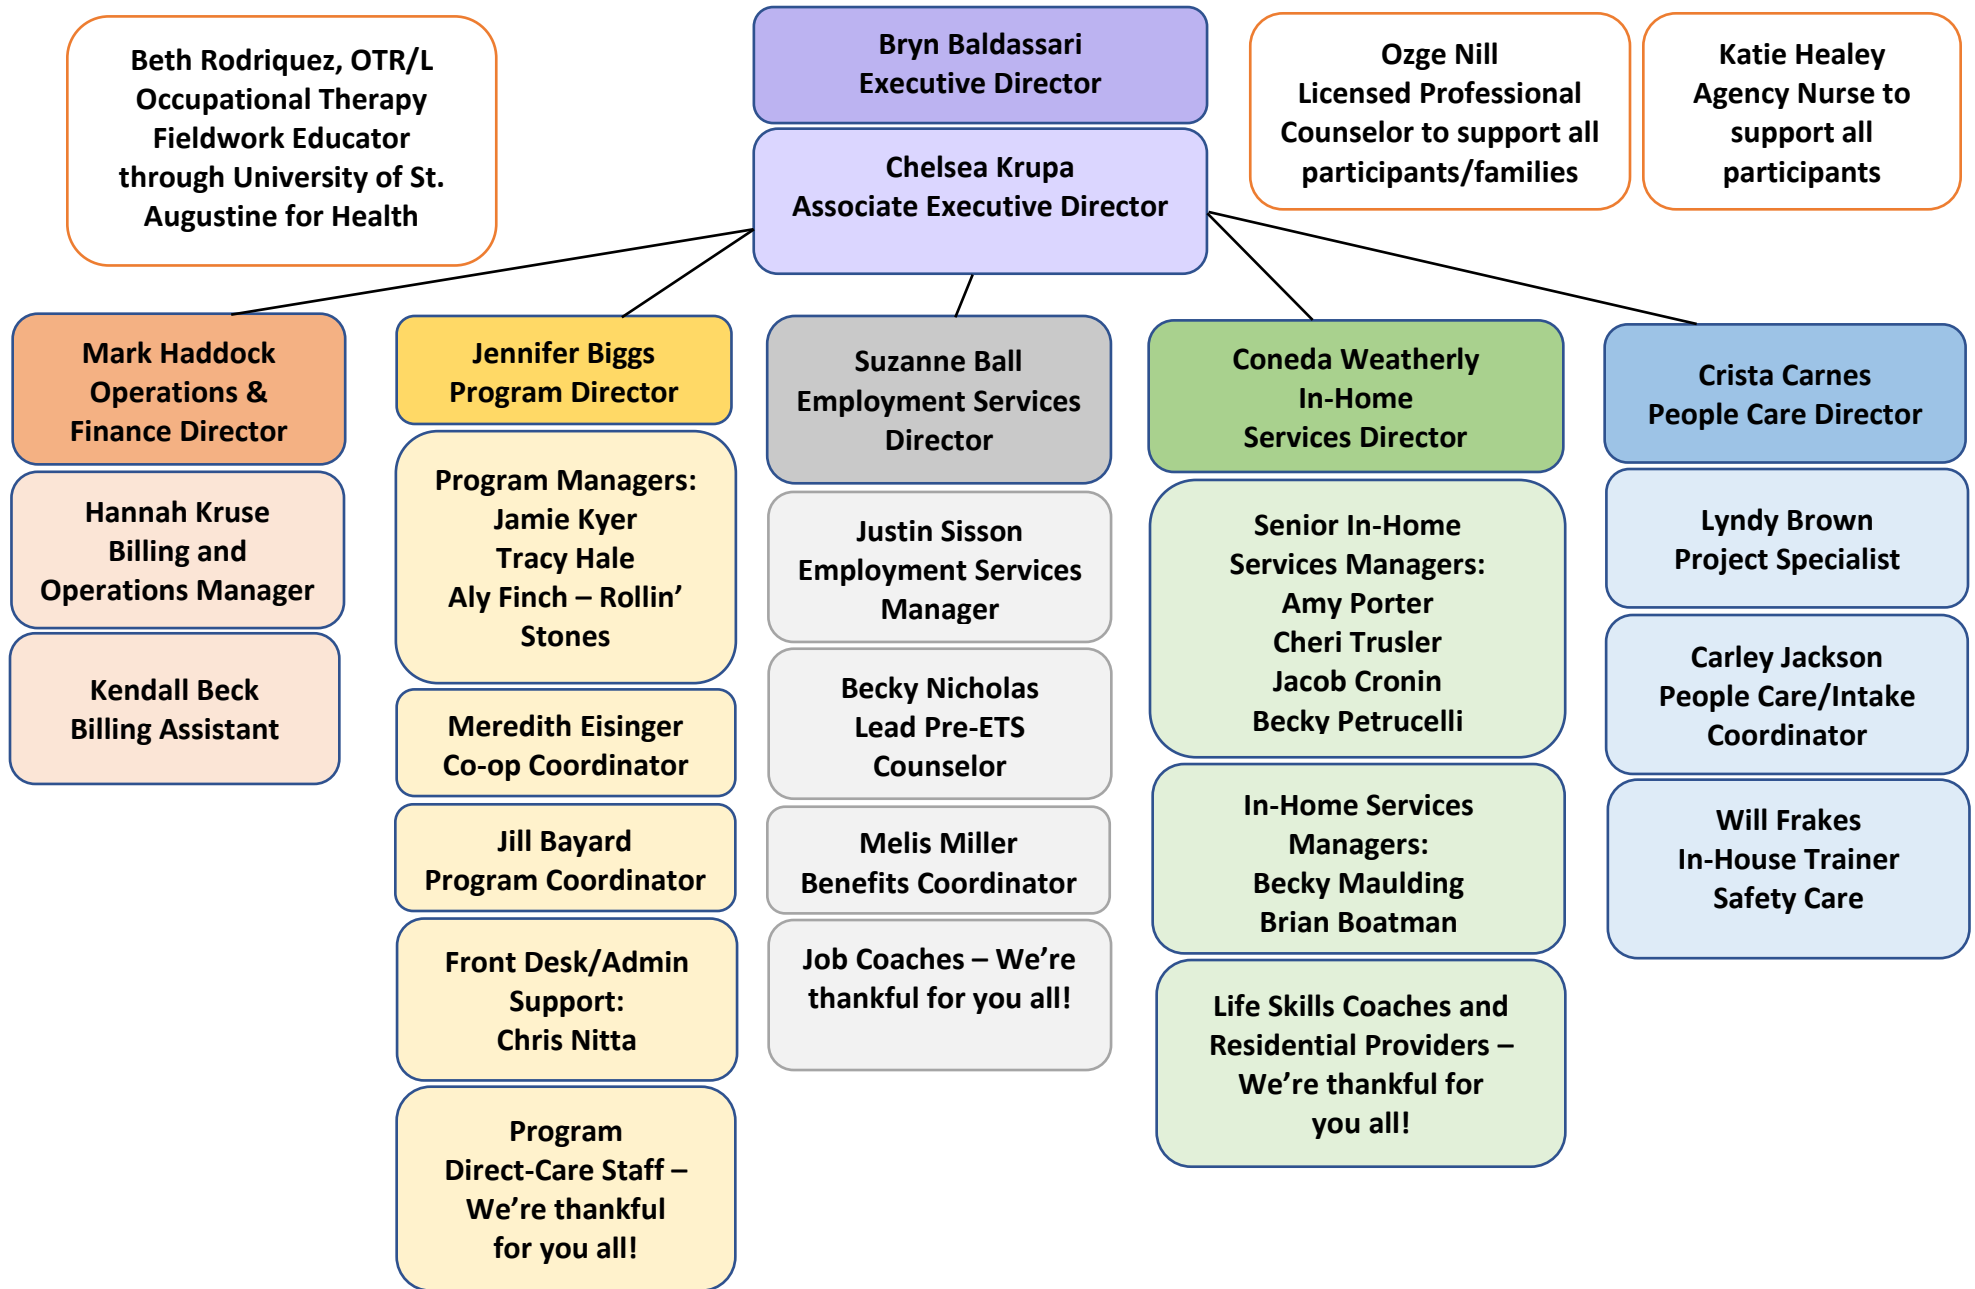 Beth Rodriquez, OTR/L
Occupational Therapy
Fieldwork Educator
through University of St.
Augustine for Health
Bryn Baldassari
Executive Director
Chelsea Krupa
Associate Executive Director
Ozge Nill
Licensed Professional
Counselor to support all
participants/families
Katie Healey
Agency Nurse to
support all
participants
Mark Haddock
Operations &
Finance Director
Hannah Kruse
Billing and
Operations Manager
Kendall Beck
Billing Assistant
Jennifer Biggs
Program Director
Program Managers:
Jamie Kyer
Tracy Hale
Aly Finch – Rollin’
Stones
Meredith Eisinger
Co-op Coordinator
Jill Bayard
Program Coordinator
Front Desk/Admin
Support:
Chris Nitta
Program
Direct-Care Staff –
We’re thankful
for you all!
Suzanne Ball
Employment Services
Director
Justin Sisson
Employment Services
Manager
Becky Nicholas
Lead Pre-ETS
Counselor
Melis Miller
Benefits Coordinator
Job Coaches – We’re
thankful for you all!
Coneda Weatherly
In-Home
Services Director
Senior In-Home
Services Managers:
Amy Porter
Cheri Trusler
Jacob Cronin
Becky Petrucelli
In-Home Services
Managers:
Becky Maulding
Brian Boatman
Life Skills Coaches and
Residential Providers –
We’re thankful for
you all!
Crista Carnes
People Care Director
Lyndy Brown
Project Specialist
Carley Jackson
People Care/Intake
Coordinator
Will Frakes
In-House Trainer
Safety Care